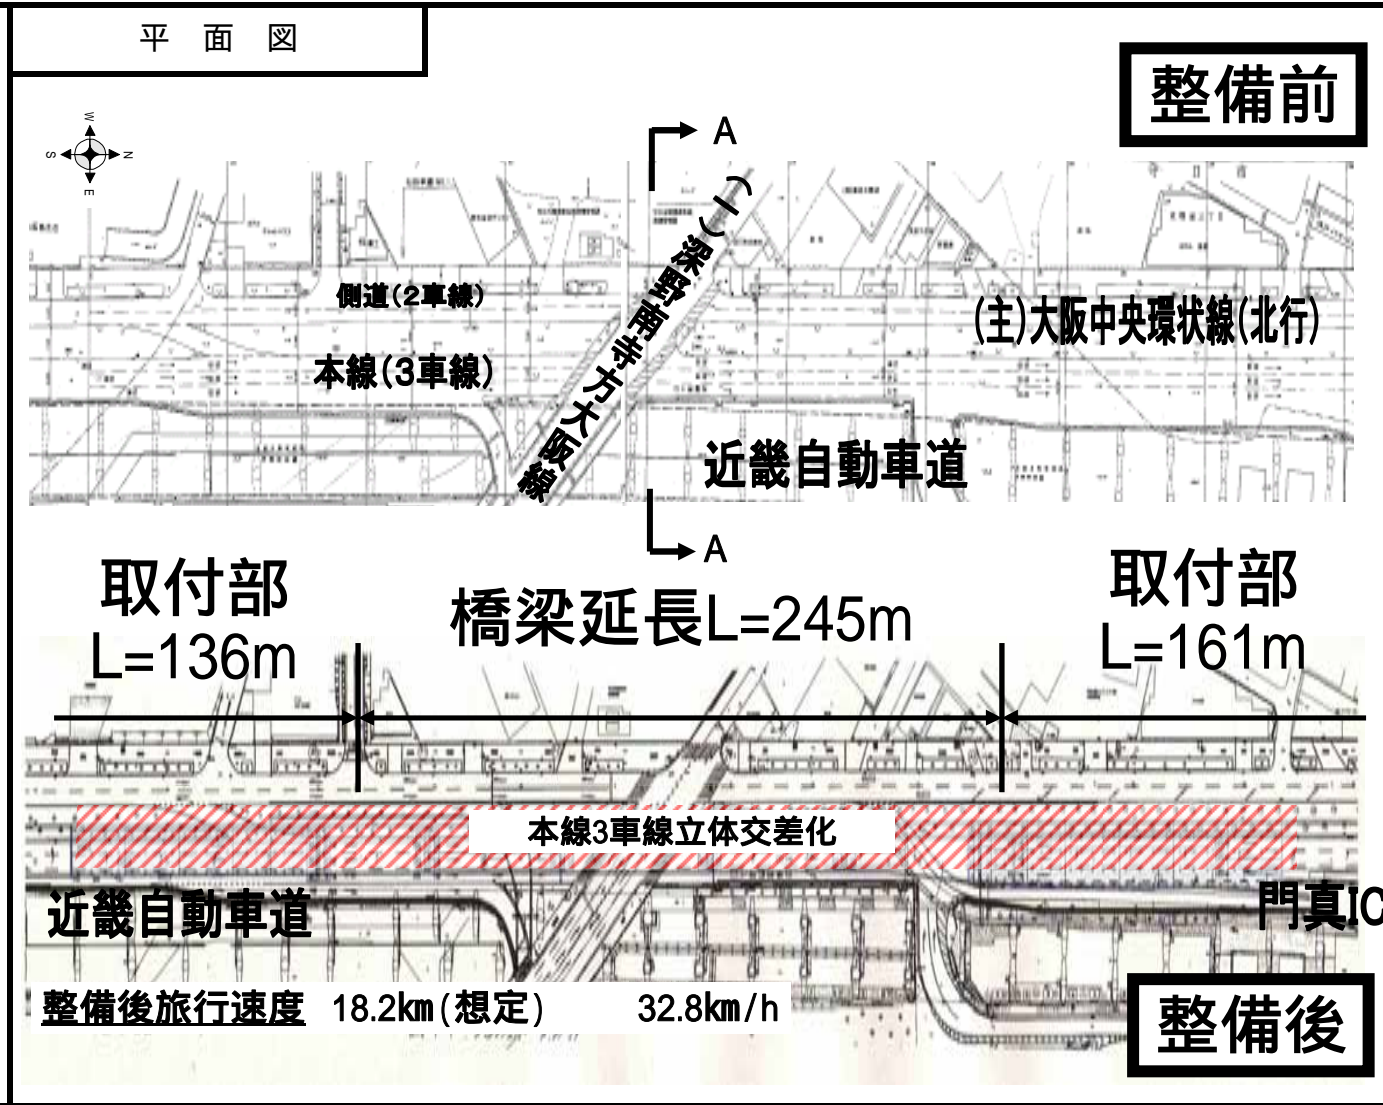 平 面 図
整備前
A
W
S
N
E
(一)深野南寺方大阪線
側道(2車線)
(主)大阪中央環状線(北行)
本線(3車線)
近畿自動車道
A
取付部
L=136m
橋梁延長L=245m
取付部
L=161m
本線3車線立体交差化
近畿自動車道
門真IC
整備後旅行速度 18.2km(想定) 32.8km/h
整備後